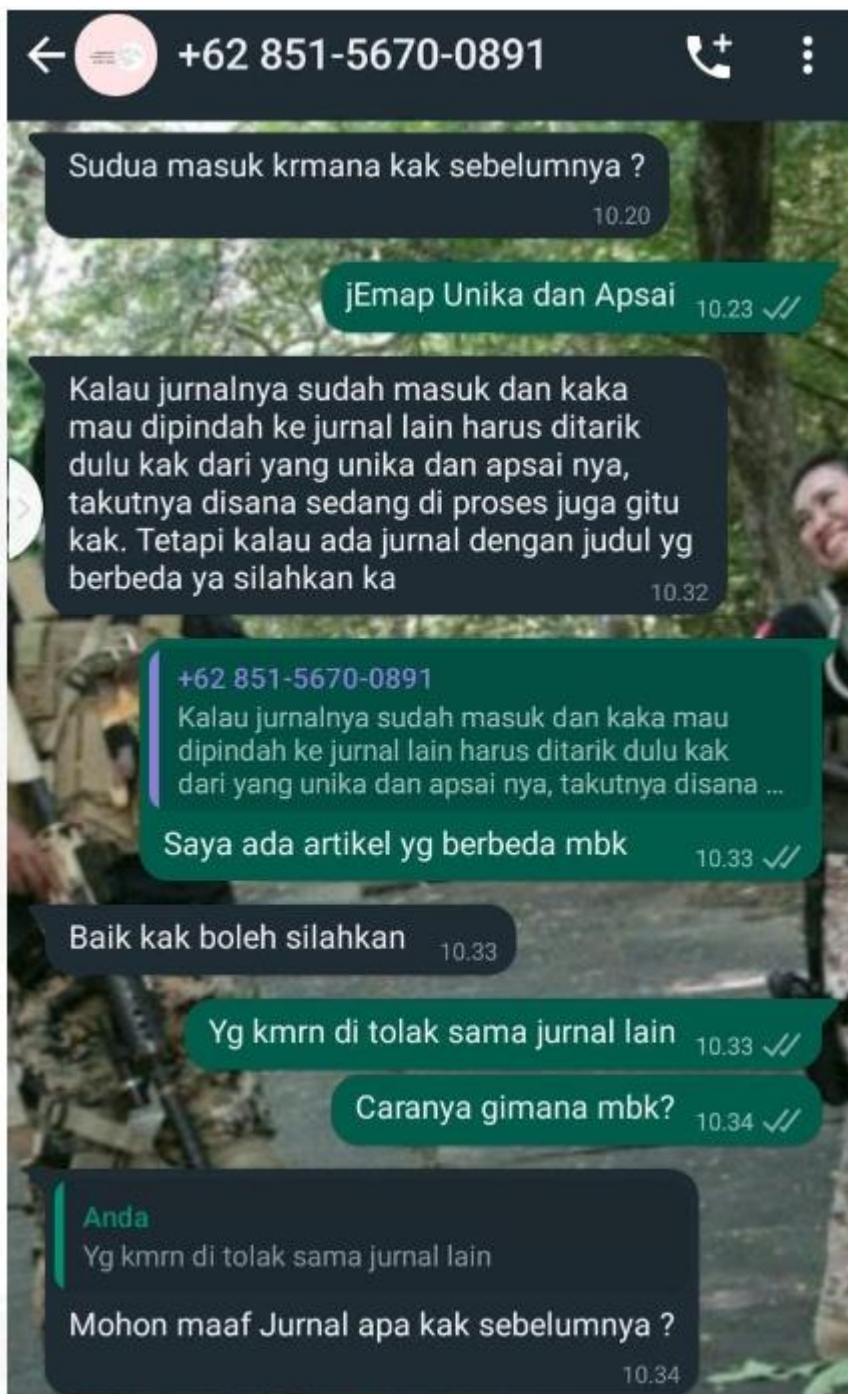 +62 851-5670-0891
Sudua masuk krmana kak sebelumnya ?
10.20
jEmap Unika dan Apsai 10.23
Kalau jurnalnya sudah masuk dan kaka
mau dipindah ke jurnal lain harus ditarik
dulu kak dari yang unika dan apsai nya,
takutnya disana sedang di proses juga gitu
kak. Tetapi kalau ada jurnal dengan judul yg
berbeda ya silahkan ka
10.32
+62 851-5670-0891
Kalau jurnalnya sudah masuk dan kaka mau
dipindah ke jurnal lain harus ditarik dulu kak
dari yang unika dan apsai nya, takutnya disana ...
Saya ada artikel yg berbeda mbk 10.33
Baik kak boleh silahkan 10.33
Yg kmrn di tolak sama jurnal lain 10.33
Caranya gimana mbk? 10.34
Anda
Yg kmrn di tolak sama jurnal lain
Mohon maaf Jurnal apa kak sebelumnya ?
10.34